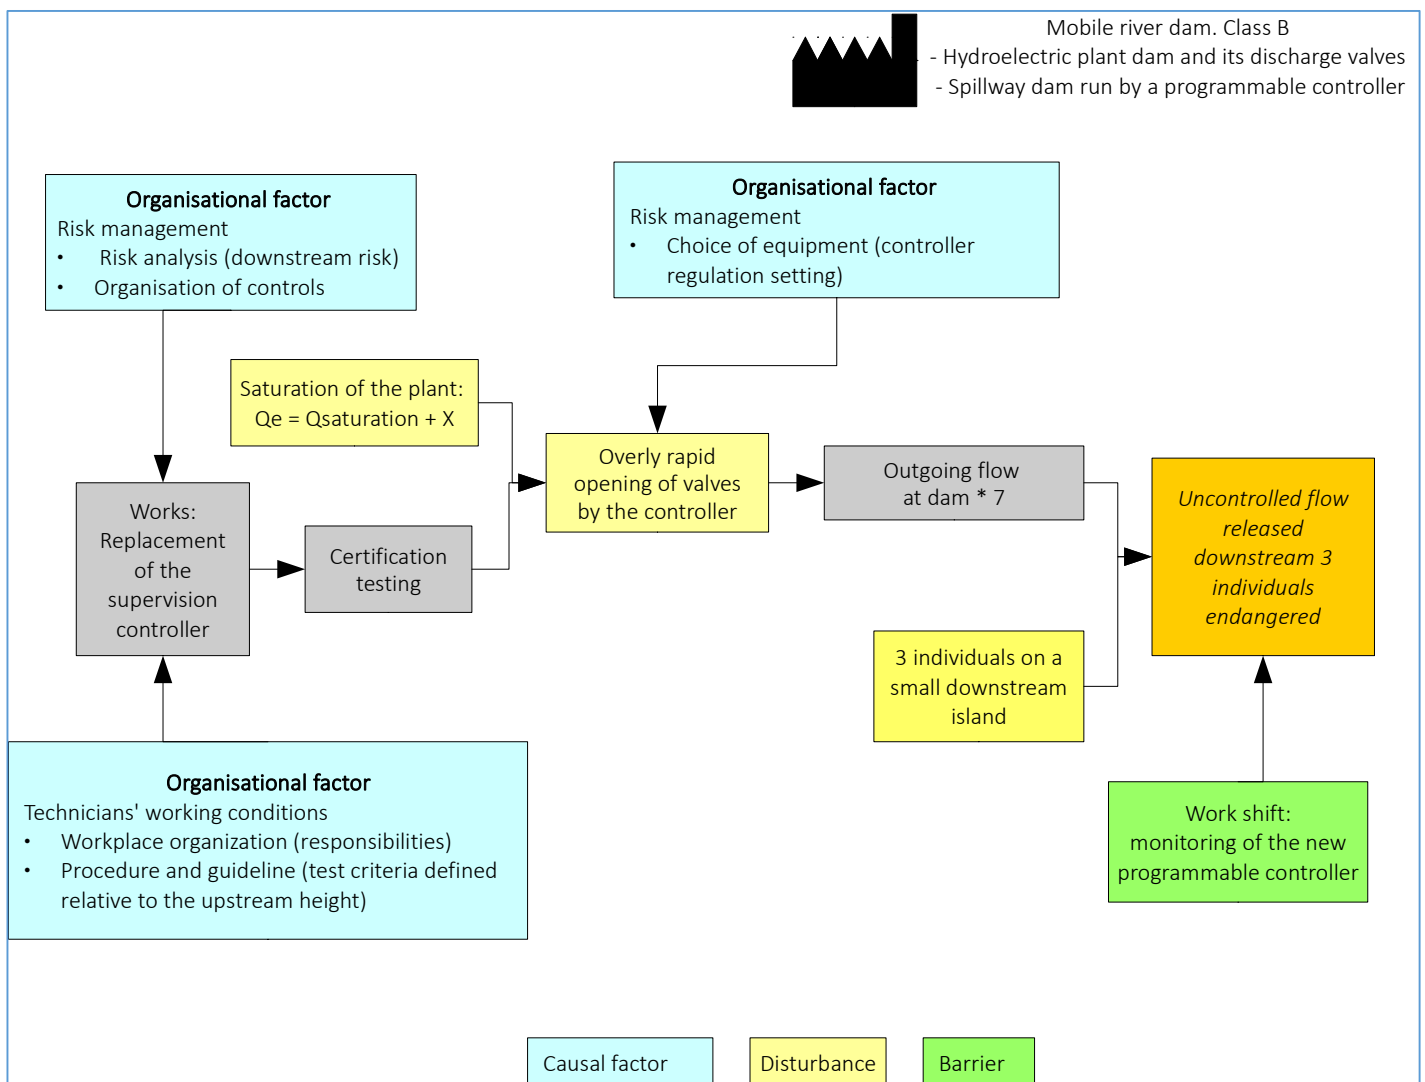 Mobile river dam. Class B
- Hydroelectric plant dam and its discharge valves
- Spillway dam run by a programmable controller
Organisational factor
Risk management
• Risk analysis (downstream risk)
• Organisation of controls
Organisational factor
Risk management
• Choice of equipment (controller
regulation setting)
Saturation of the plant:
Qe = Qsaturation + X
Overly rapid
opening of valves
by the controller
Outgoing flow
at dam * 7
Uncontrolled flow
released
downstream 3
individuals
endangered
Works:
Replacement
of the
supervision
controller
Certification
testing
3 individuals on a
small downstream
island
Organisational factor
Technicians' working conditions
• Workplace organization (responsibilities)
• Procedure and guideline (test criteria defined
relative to the upstream height)
Work shift:
monitoring of the new
programmable controller
Causal factor
Disturbance
Barrier